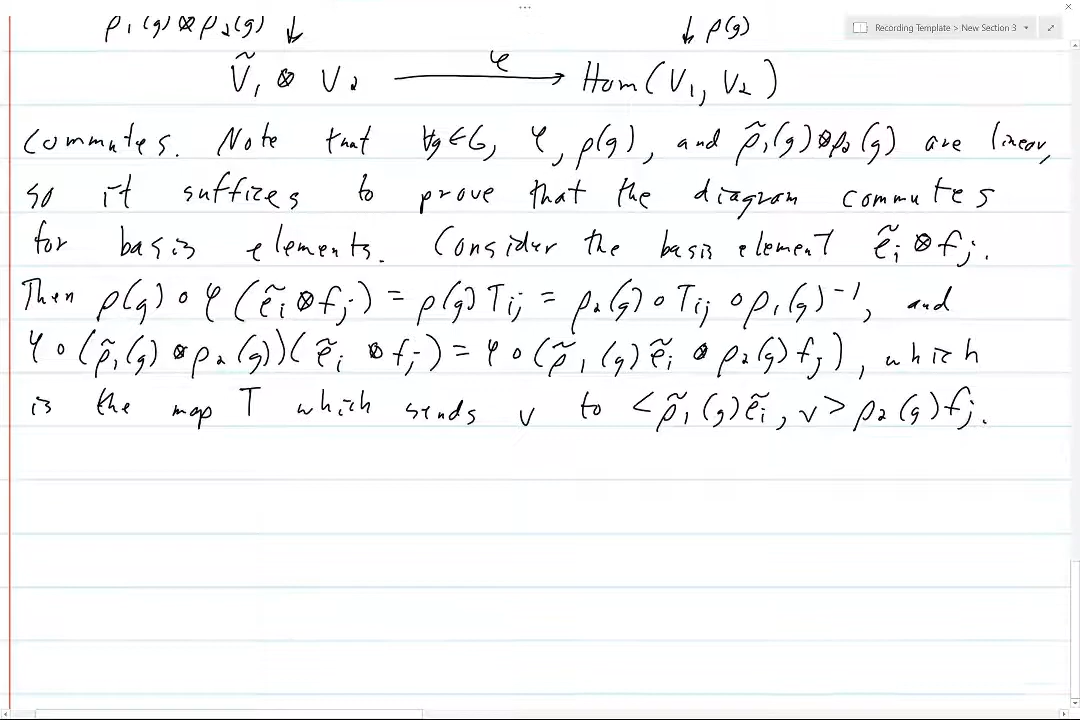 ρ₁(g)⊗ρ₂(g) ↓ ↓ ρ(g)
Recording Template > New Section 3
Ṽ₁ ⊗ V₂ —φ→ Hom(V₁, V₂)
commutes. Note that ∀g∈G, φ, ρ(g), and ρ̃₁(g)⊗ρ₂(g) are linear,
so it suffices to prove that the diagram commutes
for basis elements. Consider the basis element ẽᵢ ⊗ fⱼ.
Then ρ(g) ∘ φ(ẽᵢ ⊗ fⱼ) = ρ(g) Tᵢⱼ = ρ₂(g) ∘ Tᵢⱼ ∘ ρ₁(g)⁻¹, and
φ ∘ (ρ̃₁(g) ⊗ ρ₂(g))(ẽᵢ ⊗ fⱼ) = φ ∘ (ρ̃₁(g) ẽᵢ ⊗ ρ₂(g) fⱼ), which
is the map T which sends v to <ρ̃₁(g) ẽᵢ, v> ρ₂(g) fⱼ.